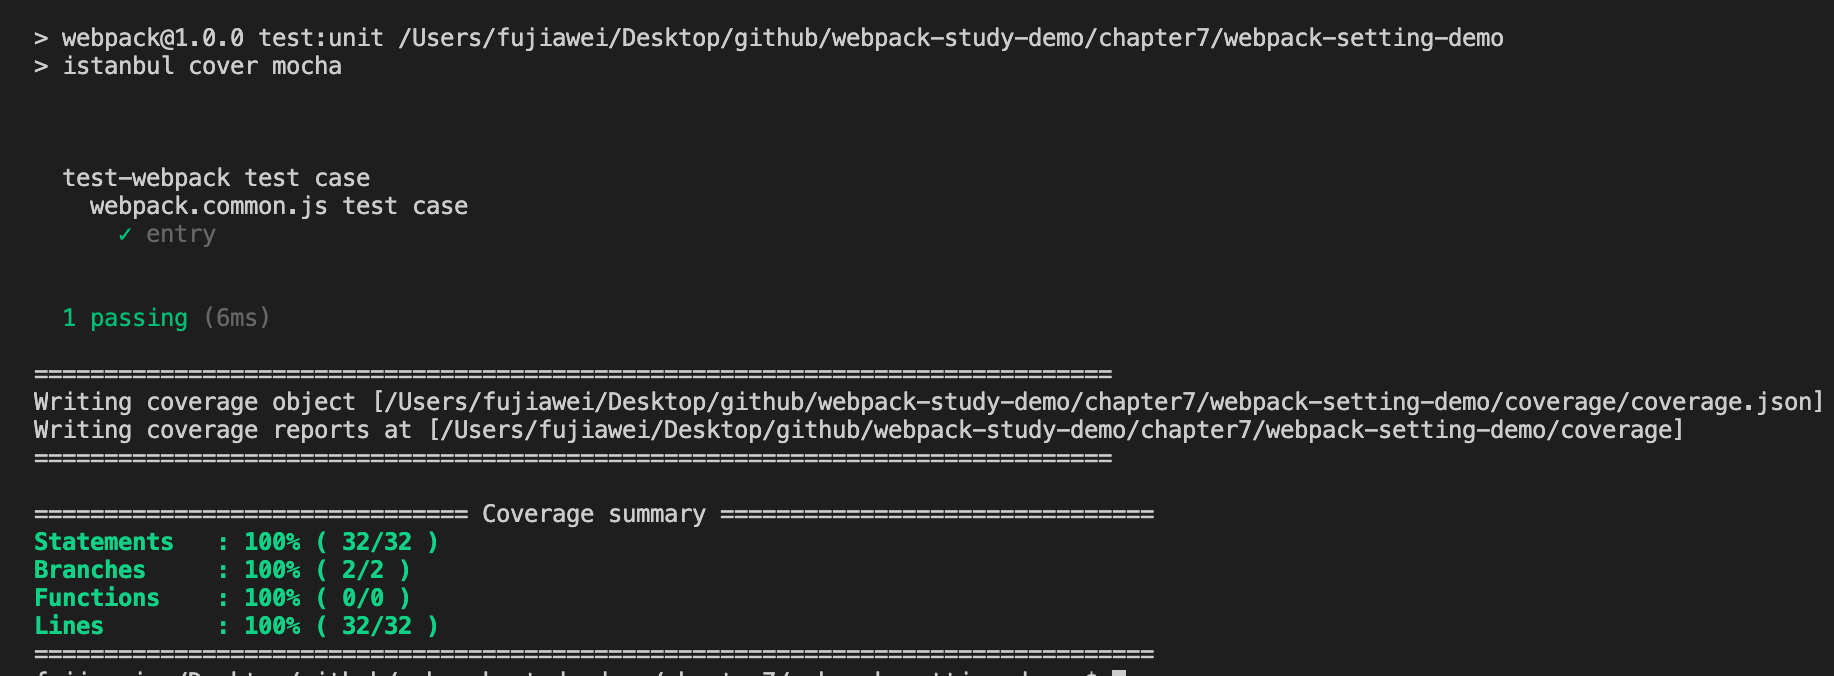 > webpack@1.0.0 test:unit /Users/fujiawei/Desktop/github/webpack-study-demo/chapter7/webpack-setting-demo
> istanbul cover mocha
test-webpack test case
webpack.common.js test case
✓ entry
1 passing (6ms)
=============================================================================
Writing coverage object [/Users/fujiawei/Desktop/github/webpack-study-demo/chapter7/webpack-setting-demo/coverage/coverage.json]
Writing coverage reports at [/Users/fujiawei/Desktop/github/webpack-study-demo/chapter7/webpack-setting-demo/coverage]
=============================================================================
=============================== Coverage summary ===============================
Statements   : 100% ( 32/32 )
Branches     : 100% ( 2/2 )
Functions    : 100% ( 0/0 )
Lines        : 100% ( 32/32 )
================================================================================